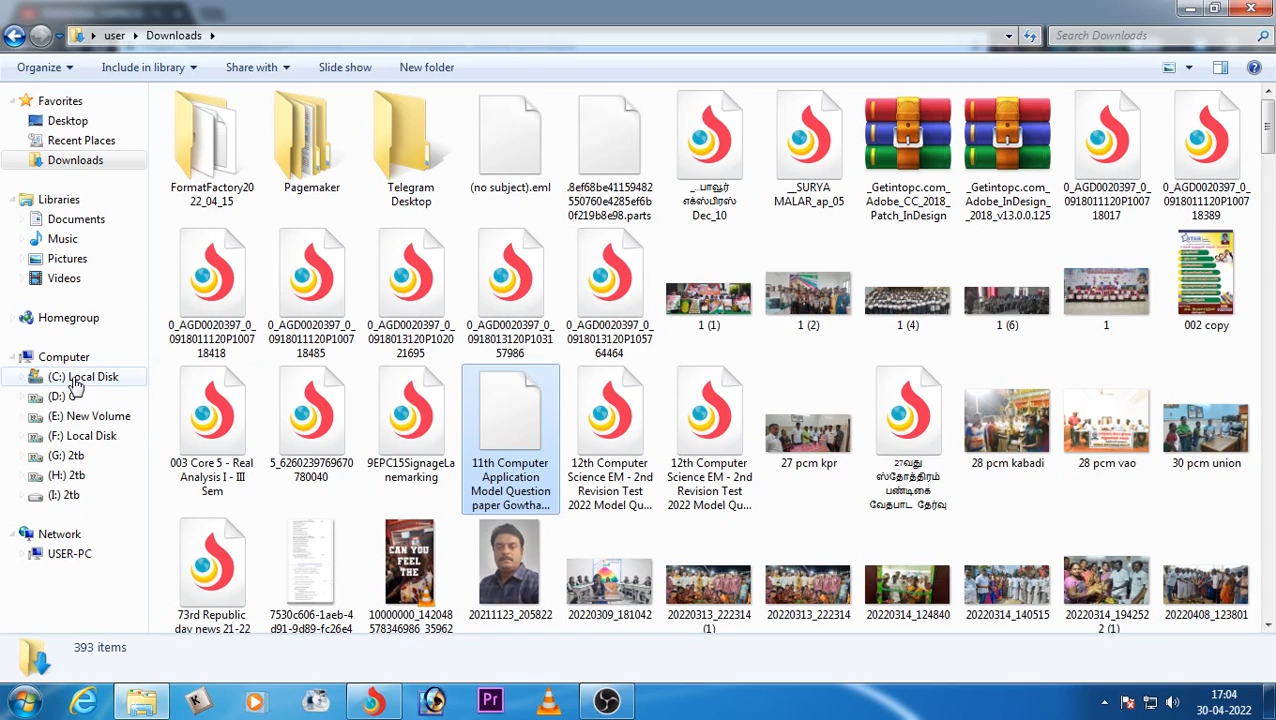 user
Downloads
Search Downloads
Organize
Include in library
Share with
Slide show
New folder
Favorites
Desktop
Recent Places
Downloads
Libraries
Documents
Music
Pictures
Videos
Homegroup
Computer
(C:) Local Disk
(D:)
(E:) New Volume
(F:) Local Disk
(G:) 2tb
(H:) 2tb
(I:) 2tb
Network
USER-PC
FormatFactory20
22_04_15
Pagemaker
Telegram
Desktop
(no subject).eml
.8ef68be41159482
550760e4285ef6b
0f219b8e98.parts
_.பாவூர்
எக்ஸ்பிரஸ்
Dec_10
__SURYA
MALAR_ap_05
_Getintopc.com_
Adobe_CC_2018_
Patch_InDesign
_Getintopc.com_
Adobe_InDesign_
_2018_v13.0.0.125
0_AGD0020397_0_
0918011120P1007
18017
0_AGD0020397_0_
0918011120P1007
18389
0_AGD0020397_0_
0918011120P1007
18418
0_AGD0020397_0_
0918011120P1007
18485
0_AGD0020397_0_
0918013120P1020
21695
0_AGD0020397_0_
0918013120P1031
57986
0_AGD0020397_0_
0918013120P1057
64464
1 (1)
1 (2)
1 (4)
1 (6)
1
002 copy
003 Core 5 - Real
Analysis I - III
Sem
5_6260239769670
780040
9EPC15SignageLa
nemarking
11th Computer
Application
Model Question
paper Gowtha...
12th Computer
Science EM - 2nd
Revision Test
2022 Model Qu...
12th Computer
Science EM - 2nd
Revision Test
2022 Model Qu...
27 pcm kpr
27வது
ஸ்தோத்திரம்
பண்டிகை
வேதபாட தேர்வு
28 pcm kabadi
28 pcm vao
30 pcm union
73rd Republic
day news 21-22
7530c606-1aeb-4
d91-9d89-fc26e4
CAN YOU
FEEL
THE
10000000_142048
578346986_35962
20211123_205822
20220309_181042
20220313_222314
(1)
20220313_222314
20220314_124840
20220314_140515
20220314_194252
2 (1)
20220408_123801
393 items
Pr
17:04
30-04-2022